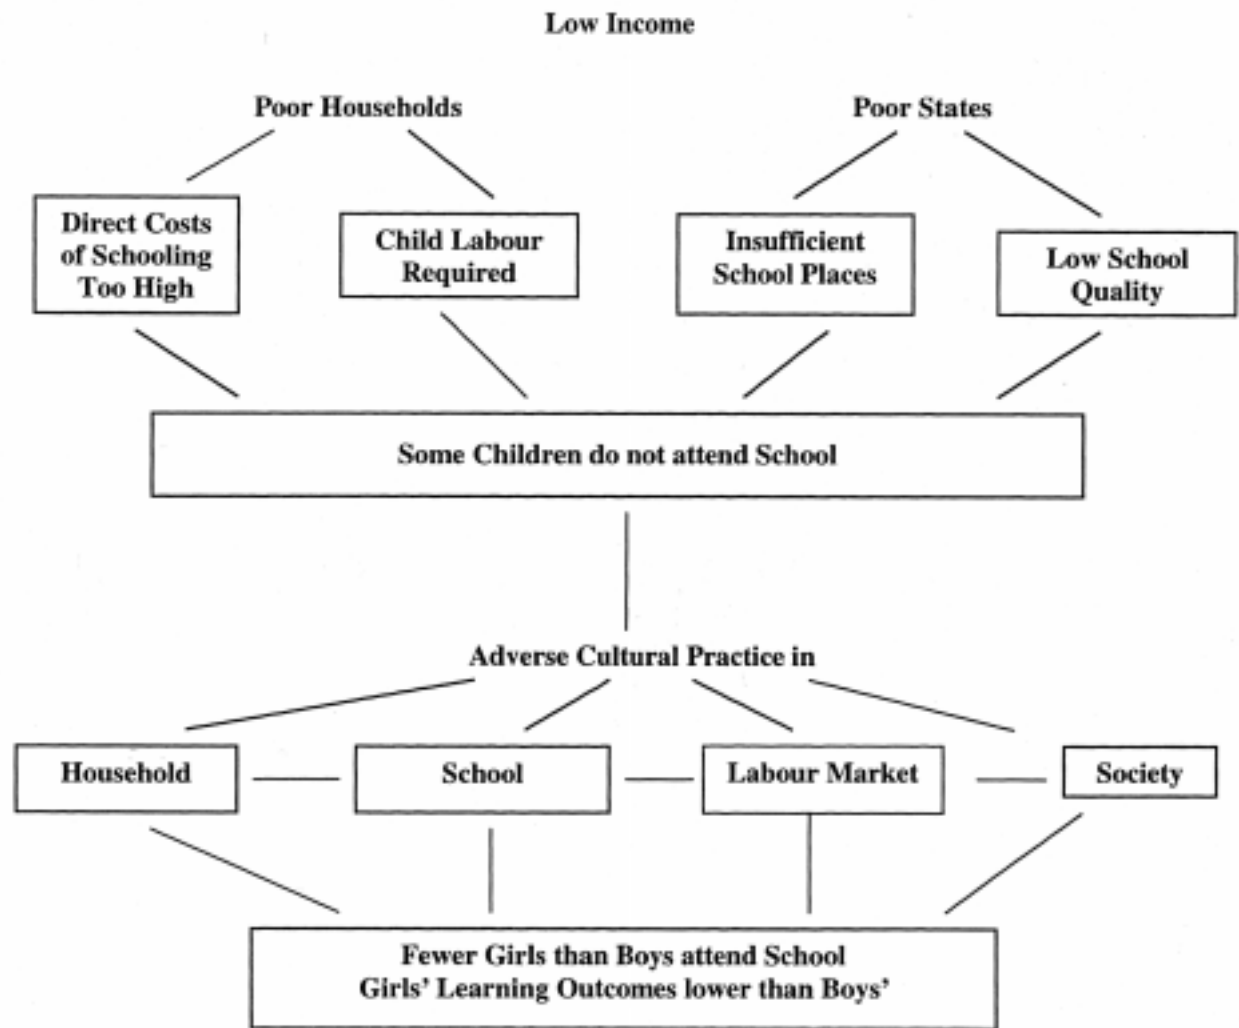 Low Income
Poor Households
Poor States
Direct Costs
of Schooling
Too High
Child Labour
Required
Insufficient
School Places
Low School
Quality
Some Children do not attend School
Adverse Cultural Practice in
Household
School
Labour Market
Society
Fewer Girls than Boys attend School
Girls' Learning Outcomes lower than Boys'